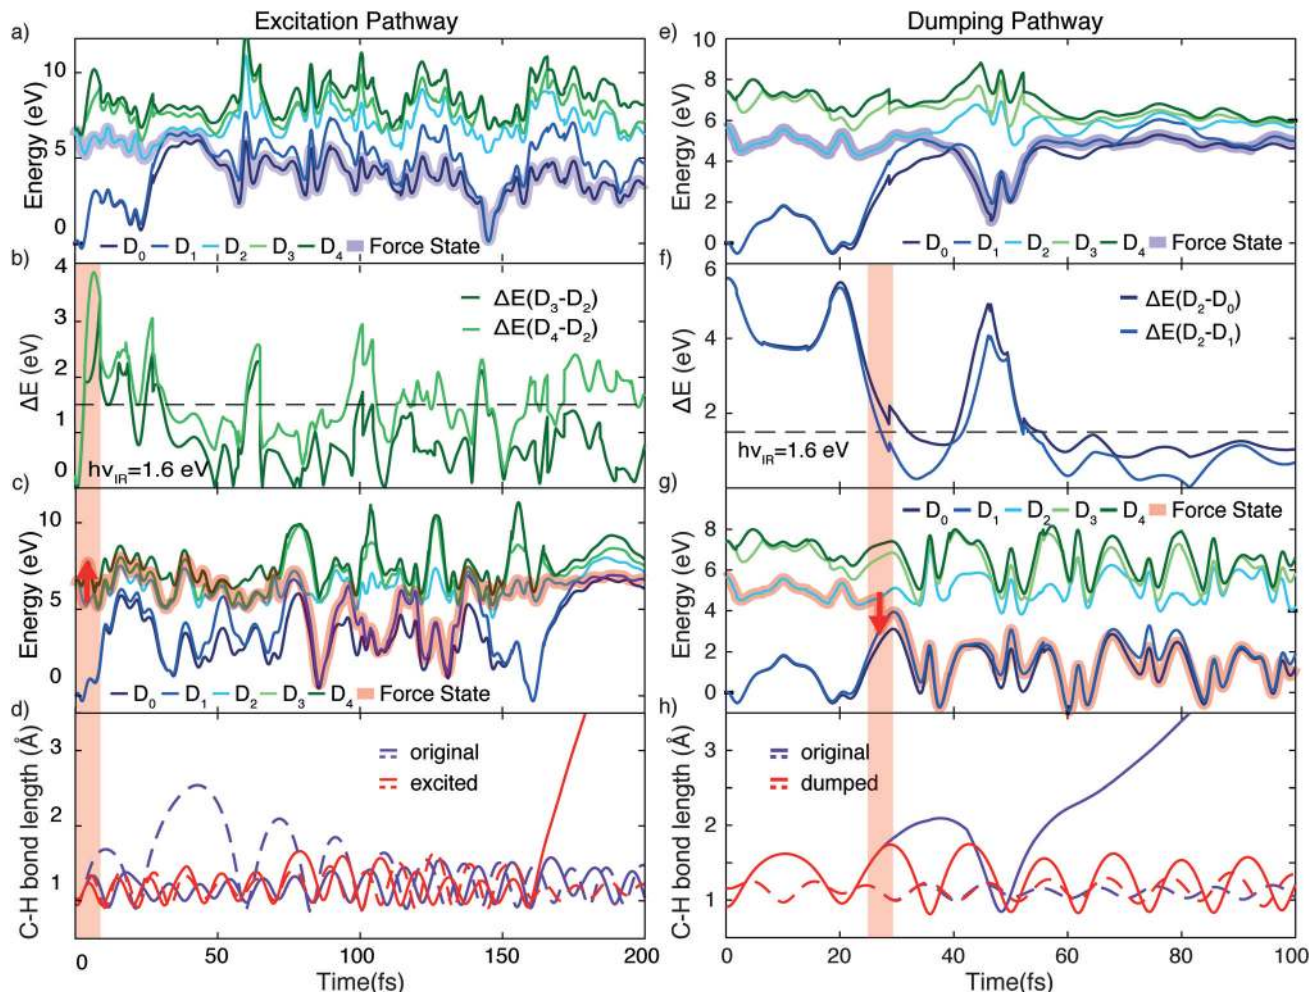 Excitation Pathway
a)
10
5
0
Energy (eV)
D0 D1 D2 D3 D4 Force State
b)
4
3
2
1
0
ΔE (eV)
ΔE(D3-D2)
ΔE(D4-D2)
hνIR=1.6 eV
c)
10
5
0
Energy (eV)
D0 D1 D2 D3 D4 Force State
d)
3
2
1
C-H bond length (Å)
original
excited
0 50 100 150 200
Time(fs)
Dumping Pathway
e)
10
8
6
4
2
0
Energy (eV)
D0 D1 D2 D3 D4 Force State
f)
6
4
2
ΔE (eV)
ΔE(D2-D0)
ΔE(D2-D1)
hνIR=1.6 eV
g)
8
6
4
2
0
Energy (eV)
D0 D1 D2 D3 D4 Force State
h)
3
2
1
C-H bond length (Å)
original
dumped
0 20 40 60 80 100
Time(fs)